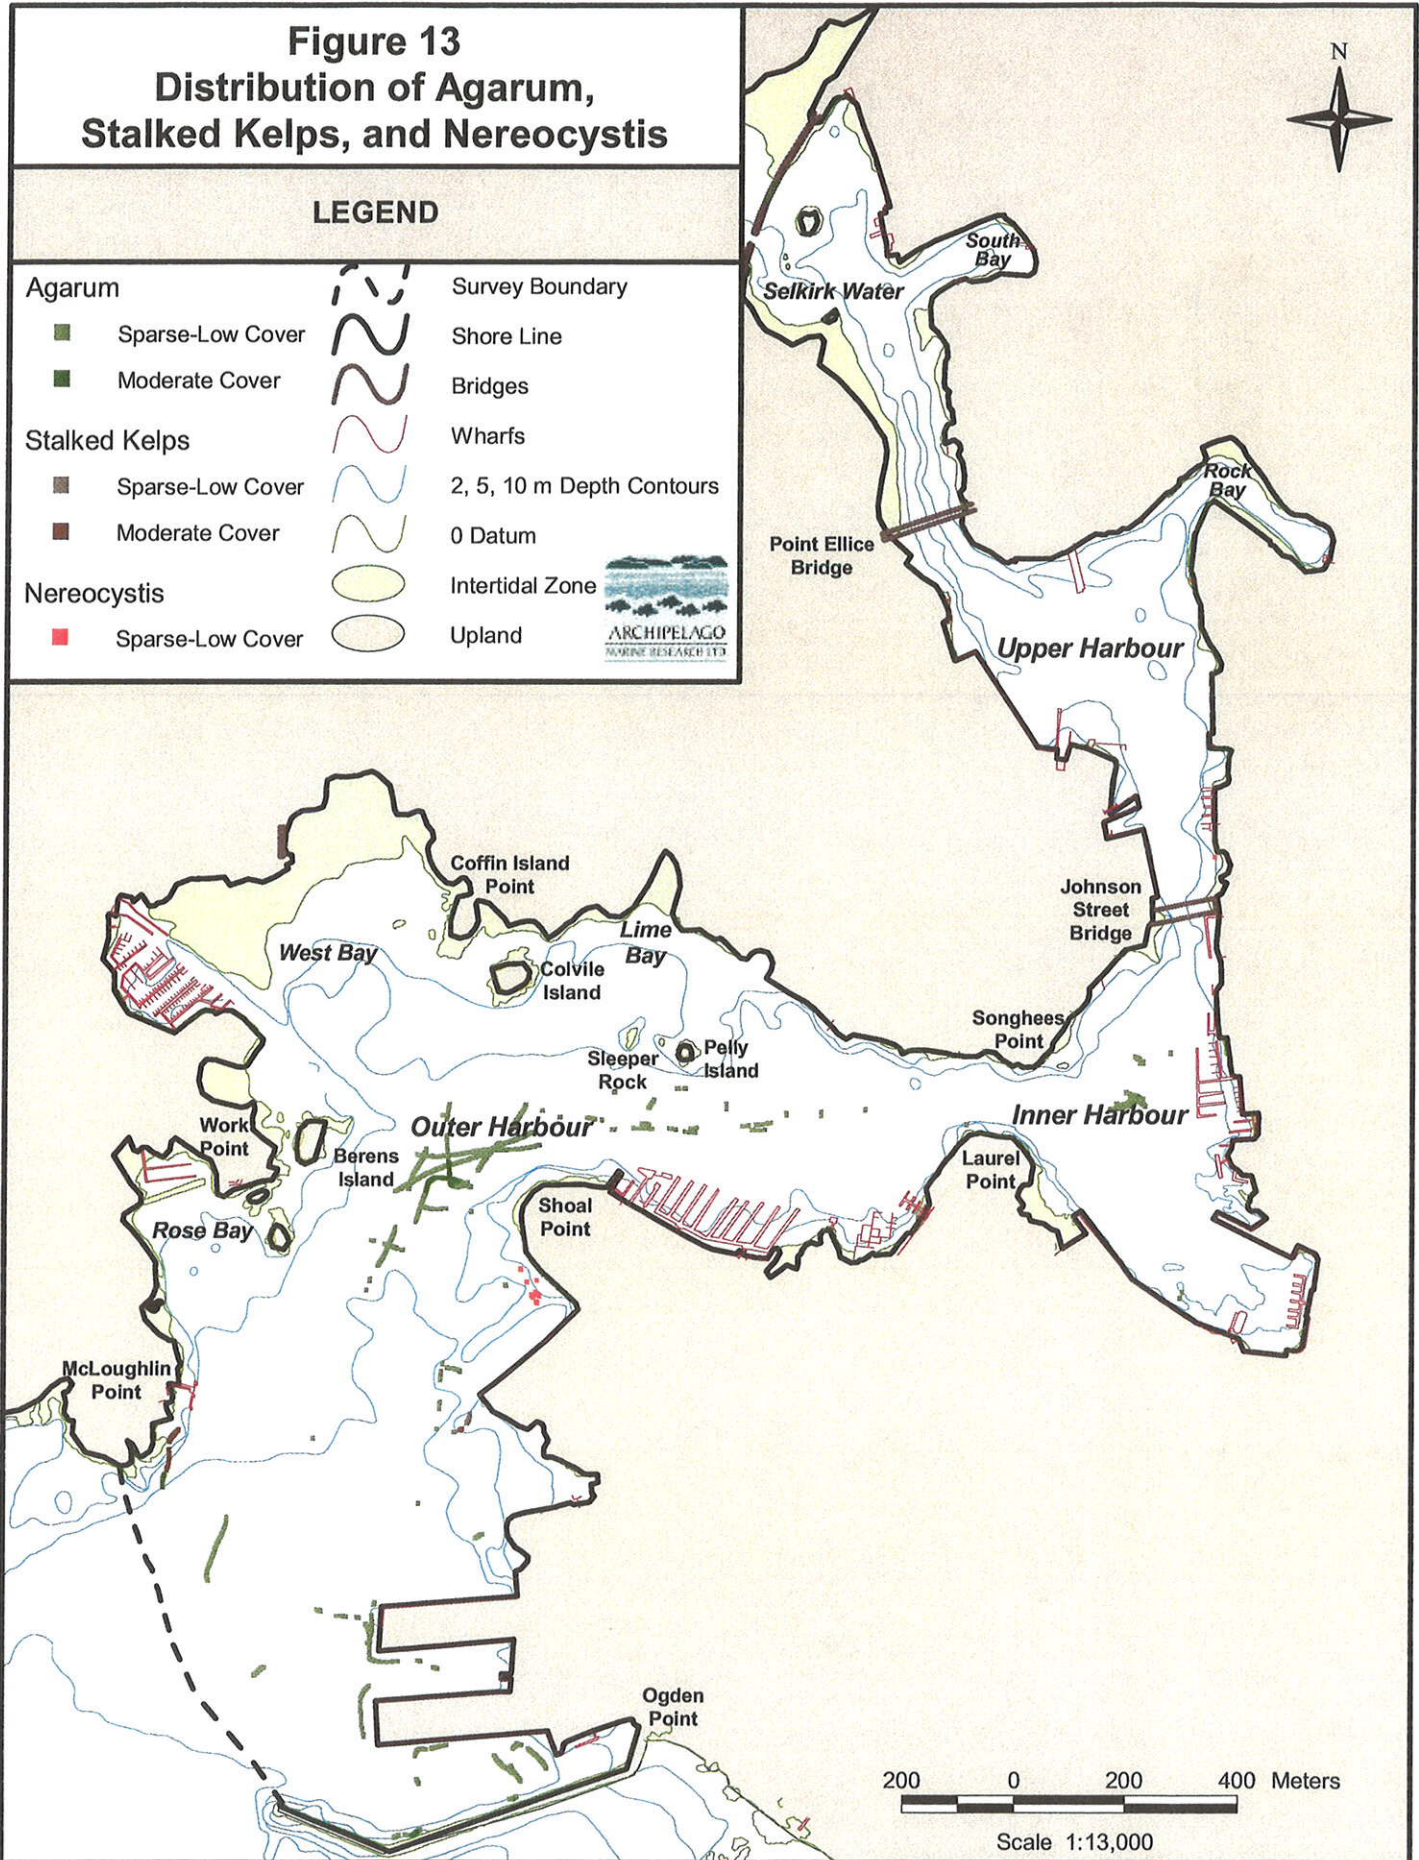 Figure 13
Distribution of Agarum,
Stalked Kelps, and Nereocystis
LEGEND
Agarum
Sparse-Low Cover
Moderate Cover
Stalked Kelps
Sparse-Low Cover
Moderate Cover
Nereocystis
Sparse-Low Cover
Survey Boundary
Shore Line
Bridges
Wharfs
2, 5, 10 m Depth Contours
0 Datum
Intertidal Zone
Upland
ARCHIPELAGO
MARINE RESEARCH LTD
N
South
Bay
Selkirk Water
Rock
Bay
Point Ellice
Bridge
Upper Harbour
Coffin Island
Point
Johnson
Street
Bridge
Lime
Bay
West Bay
Colvile
Island
Songhees
Point
Sleeper
Rock
Pelly
Island
Work
Point
Outer Harbour
Inner Harbour
Berens
Island
Laurel
Point
Shoal
Point
Rose Bay
McLoughlin
Point
Ogden
Point
200 0 200 400 Meters
Scale 1:13,000